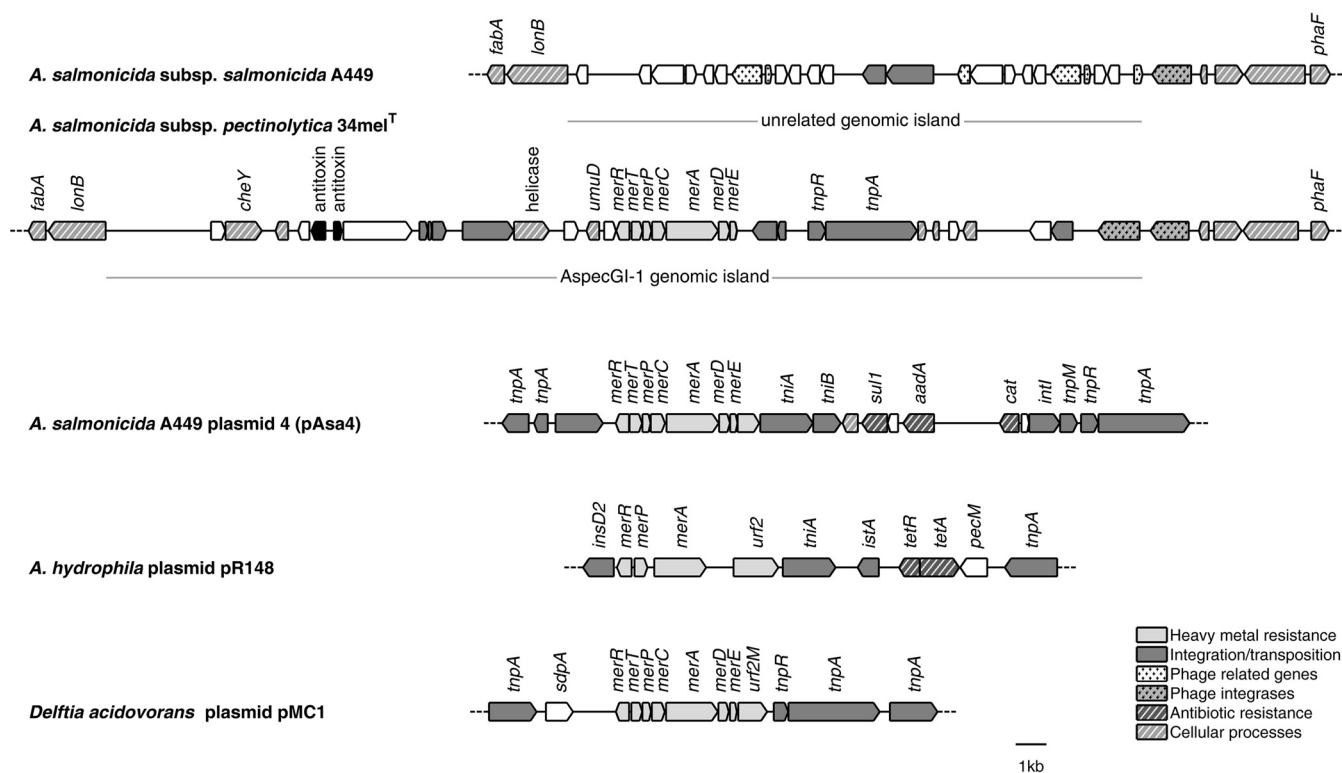 fabA lonB phaF
A. salmonicida subsp. salmonicida A449
unrelated genomic island
A. salmonicida subsp. pectinolytica 34melT
fabA lonB cheY antitoxin antitoxin helicase umuD merR merT merP merC merA merD merE tnpR tnpA phaF
AspecGI-1 genomic island
tnpA tnpA merR merT merP merC merA merD merE tniA tniB sul1 aadA cat intI tnpM tnpR tnpA
A. salmonicida A449 plasmid 4 (pAsa4)
insD2 merR merP merA urf2 tniA istA tetR tetA pecM tnpA
A. hydrophila plasmid pR148
tnpA sdpA merR merT merP merC merA merD merE urf2M tnpR tnpA tnpA
Delftia acidovorans plasmid pMC1
Heavy metal resistance
Integration/transposition
Phage related genes
Phage integrases
Antibiotic resistance
Cellular processes
1kb